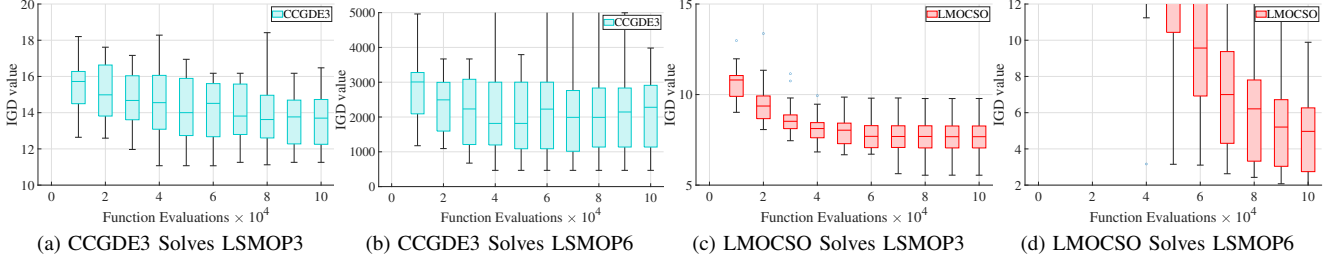 CCGDE3
IGD value
20
18
16
14
12
10
0 2 4 6 8 10
Function Evaluations × 10⁴
(a) CCGDE3 Solves LSMOP3
CCGDE3
IGD value
6000
5000
4000
3000
2000
1000
0
0 2 4 6 8 10
Function Evaluations × 10⁴
(b) CCGDE3 Solves LSMOP6
LMOCSO
IGD value
15
10
5
0 2 4 6 8 10
Function Evaluations × 10⁴
(c) LMOCSO Solves LSMOP3
LMOCSO
IGD value
12
10
8
6
4
2
0 2 4 6 8 10
Function Evaluations × 10⁴
(d) LMOCSO Solves LSMOP6